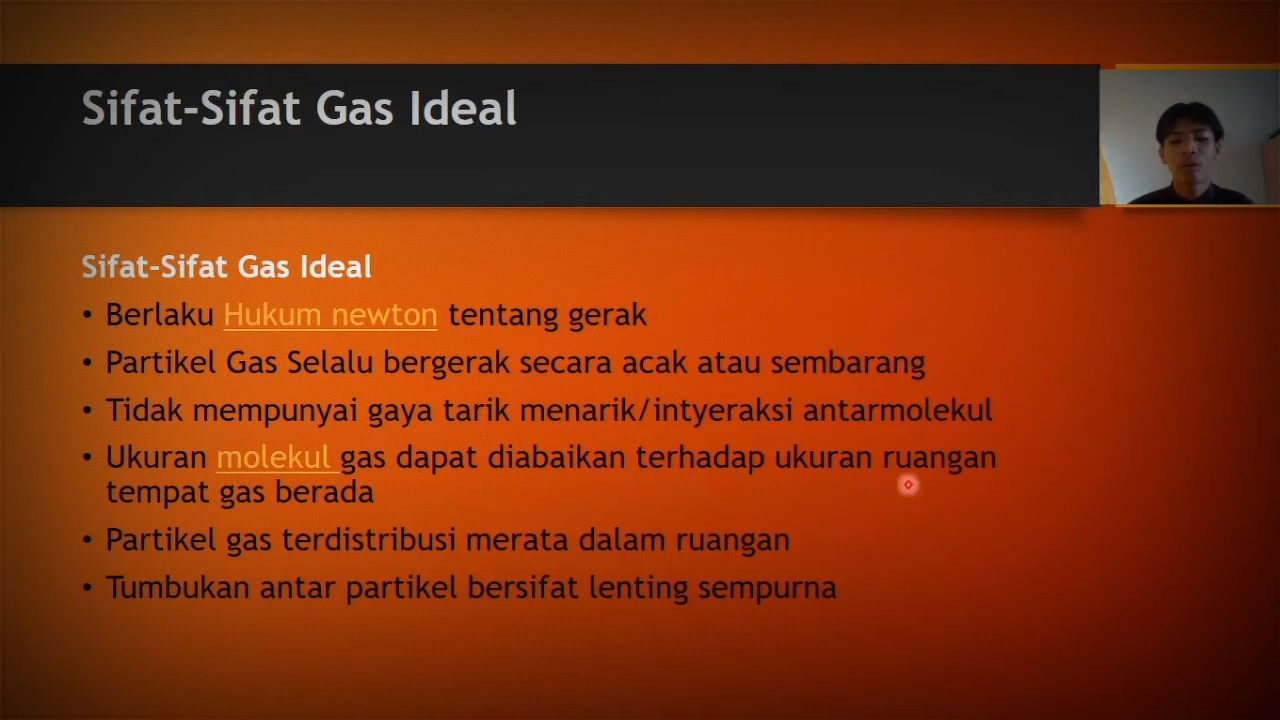 Sifat-Sifat Gas Ideal
Sifat-Sifat Gas Ideal
• Berlaku Hukum newton tentang gerak
• Partikel Gas Selalu bergerak secara acak atau sembarang
• Tidak mempunyai gaya tarik menarik/intyeraksi antarmolekul
• Ukuran molekul gas dapat diabaikan terhadap ukuran ruangan
tempat gas berada
• Partikel gas terdistribusi merata dalam ruangan
• Tumbukan antar partikel bersifat lenting sempurna